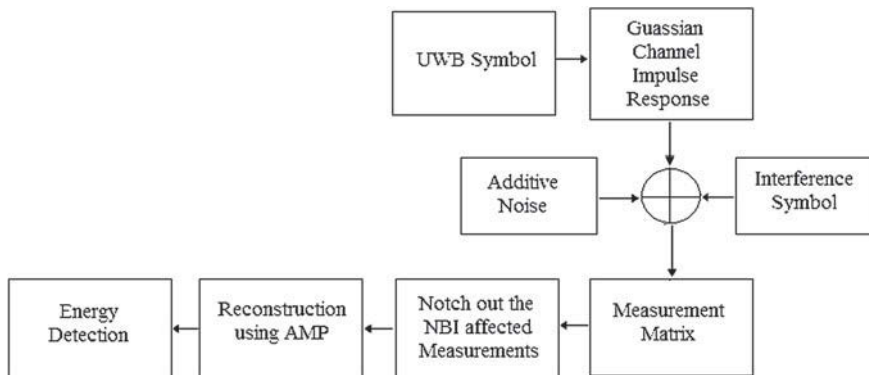 UWB Symbol
Guassian
Channel
Impulse
Response
Additive
Noise
Interference
Symbol
Energy
Detection
Reconstruction
using AMP
Notch out the
NBI affected
Measurements
Measurement
Matrix